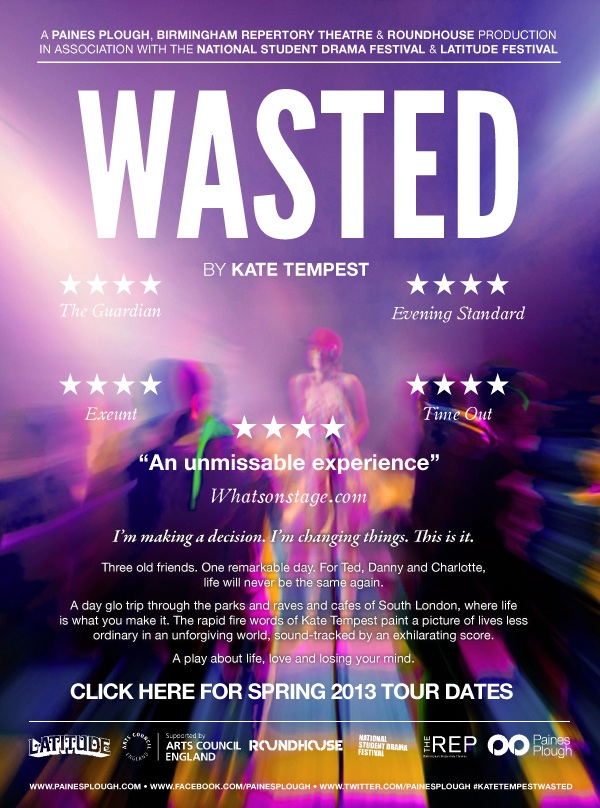 A PAINES PLOUGH, BIRMINGHAM REPERTORY THEATRE & ROUNDHOUSE PRODUCTION
IN ASSOCIATION WITH THE NATIONAL STUDENT DRAMA FESTIVAL & LATITUDE FESTIVAL
WASTED
BY KATE TEMPEST
★★★★
The Guardian
★★★★
Evening Standard
★★★★
Exeunt
★★★★
Time Out
★★★★
“An unmissable experience”
Whatsonstage.com
I’m making a decision. I’m changing things. This is it.
Three old friends. One remarkable day. For Ted, Danny and Charlotte,
life will never be the same again.
A day glo trip through the parks and raves and cafes of South London, where life
is what you make it. The rapid fire words of Kate Tempest paint a picture of lives less
ordinary in an unforgiving world, sound-tracked by an exhilarating score.
A play about life, love and losing your mind.
CLICK HERE FOR SPRING 2013 TOUR DATES
LATITUDE
ARTS COUNCIL
ENGLAND
Supported by
ARTS COUNCIL
ENGLAND
ROUNDHOUSE
NATIONAL
STUDENT DRAMA
FESTIVAL
THE REP
Paines
Plough
WWW.PAINESPLOUGH.COM • WWW.FACEBOOK.COM/PAINESPLOUGH • WWW.TWITTER.COM/PAINESPLOUGH #KATETEMPESTWASTED